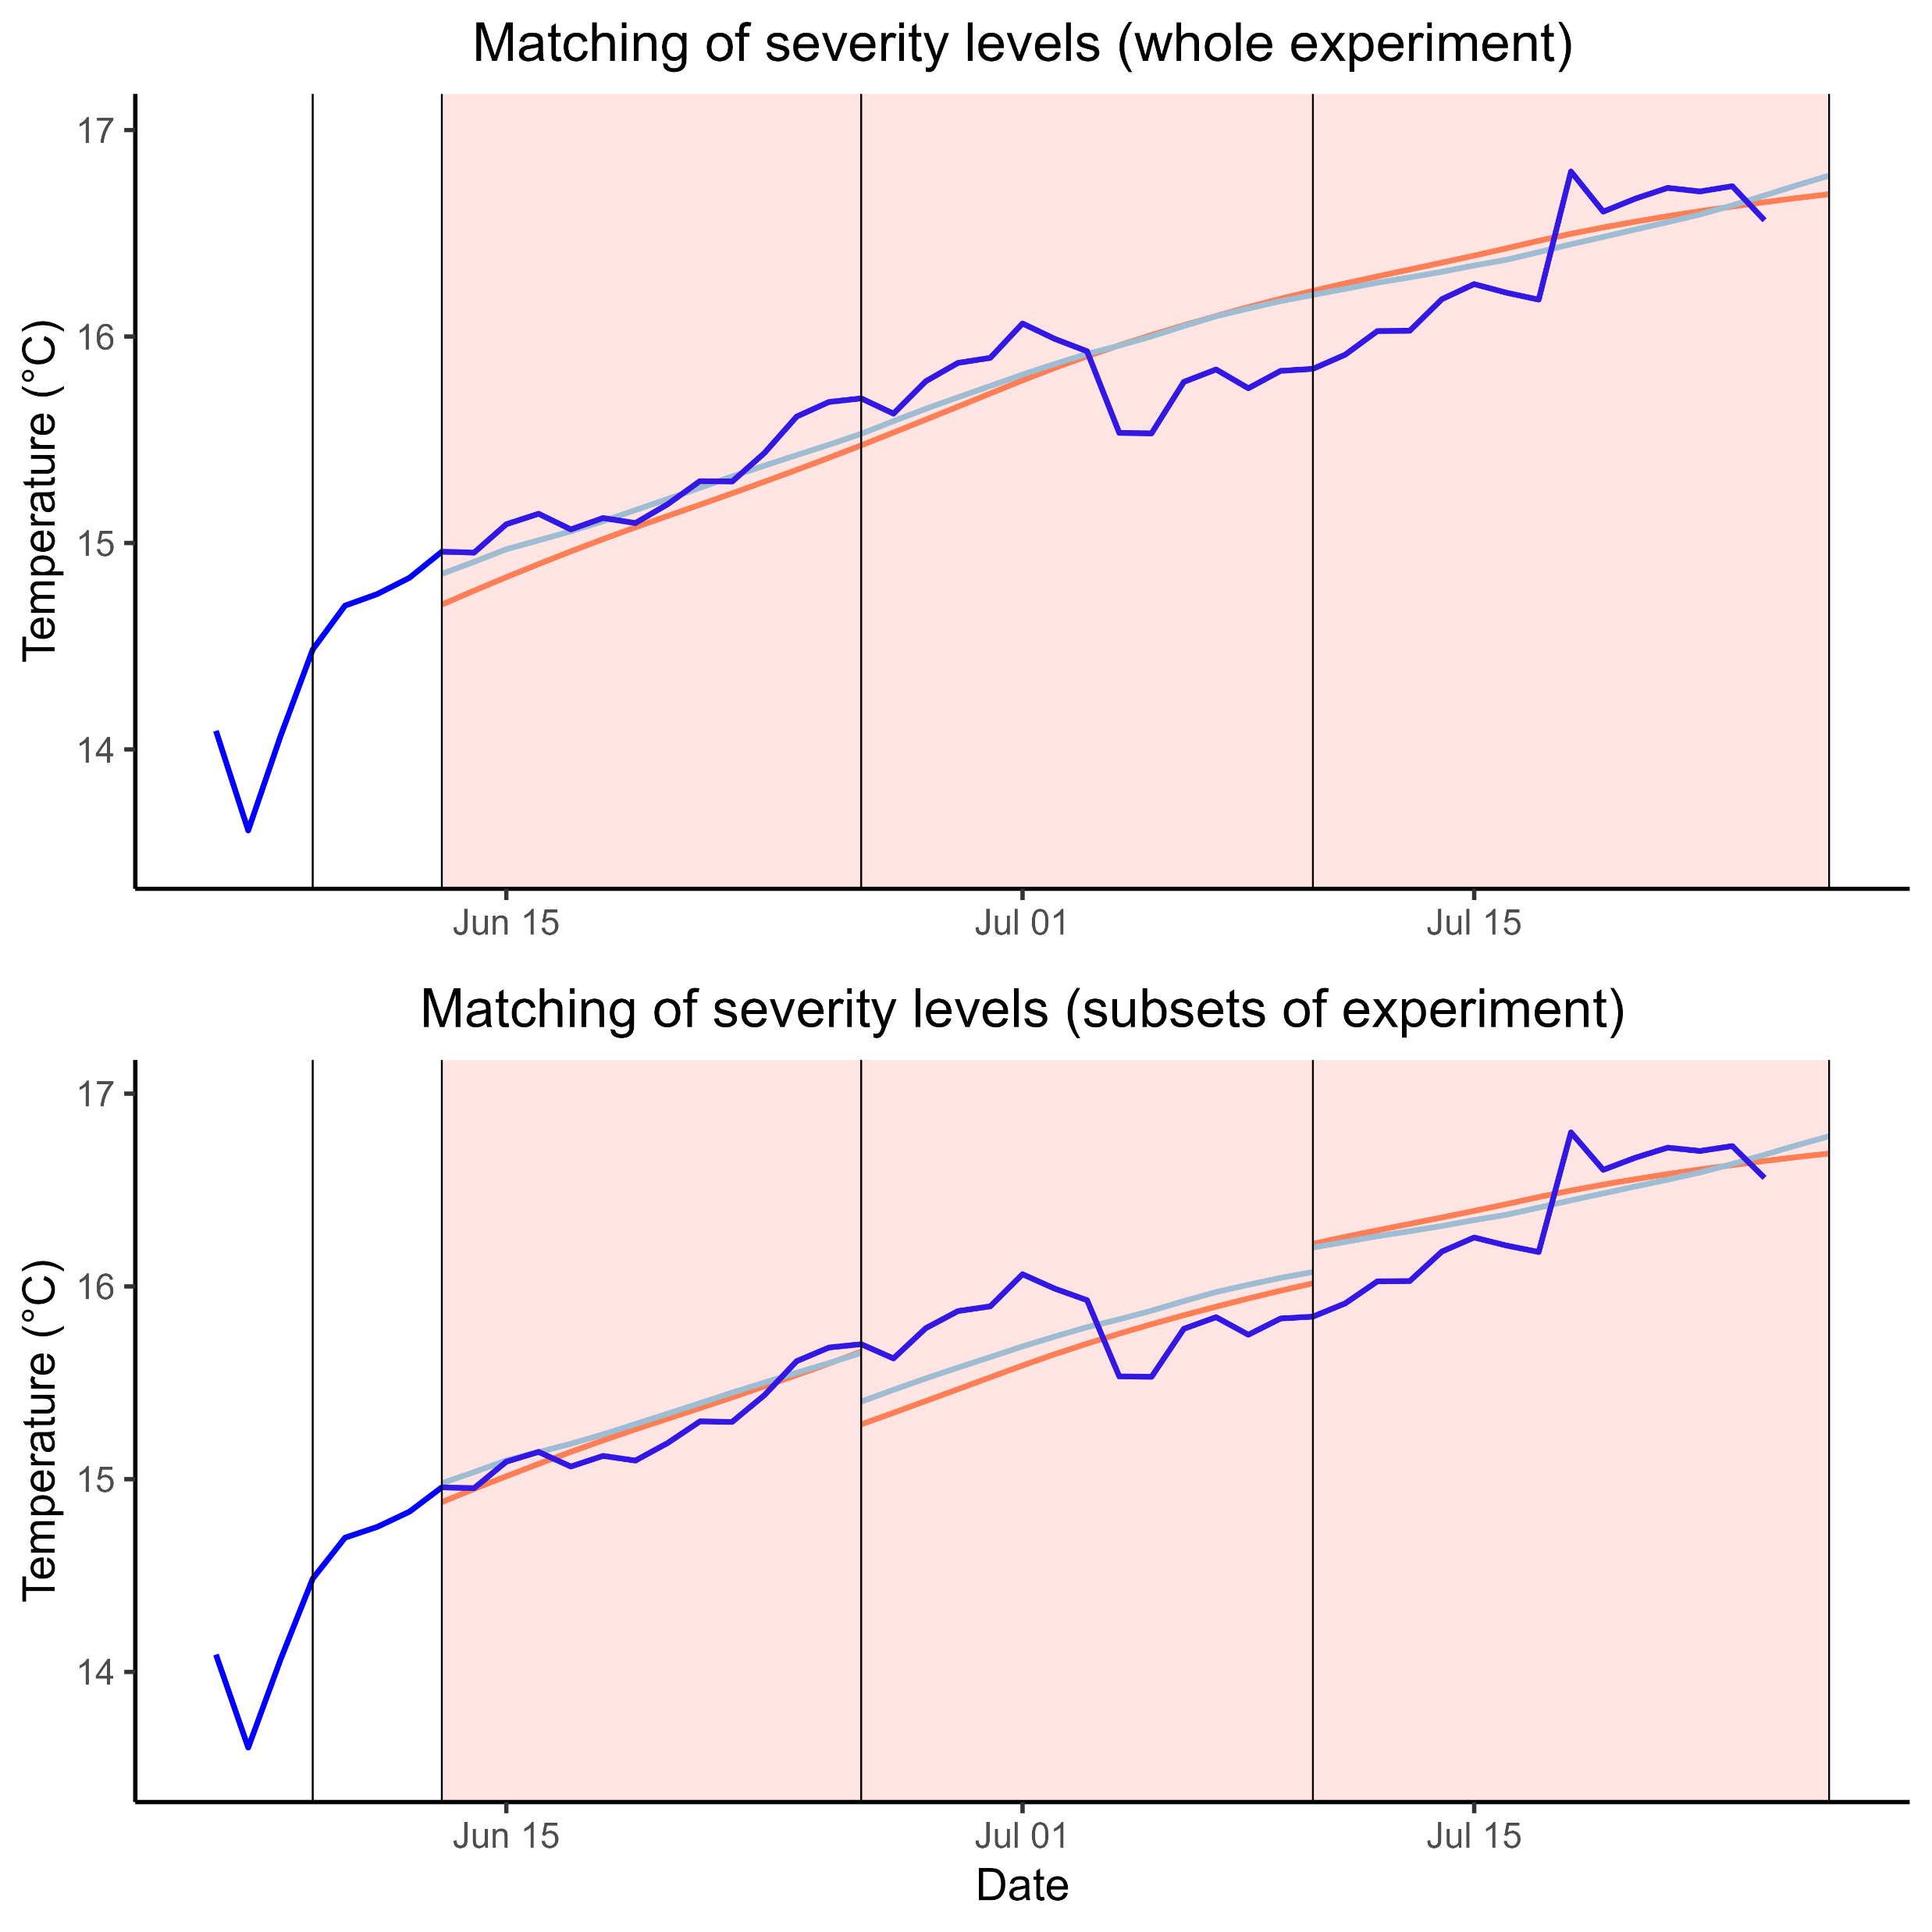 Matching of severity levels (whole experiment)
Temperature (°C)
17
16
15
14
Jun 15
Jul 01
Jul 15
Matching of severity levels (subsets of experiment)
Temperature (°C)
17
16
15
14
Jun 15
Jul 01
Jul 15
Date